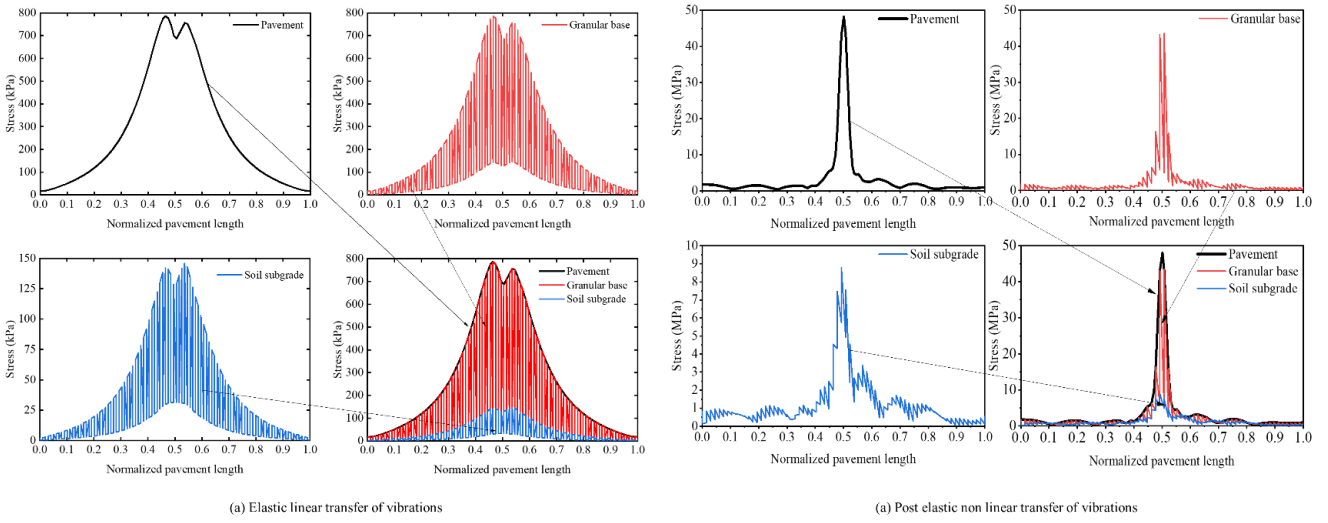 Pavement
Stress (kPa)
800
700
600
500
400
300
200
100
0
0.0 0.1 0.2 0.3 0.4 0.5 0.6 0.7 0.8 0.9 1.0
Normalized pavement length
Granular base
Stress (kPa)
800
700
600
500
400
300
200
100
0
0.0 0.1 0.2 0.3 0.4 0.5 0.6 0.7 0.8 0.9 1.0
Normalized pavement length
Soil subgrade
Stress (kPa)
150
125
100
75
50
25
0
0.0 0.1 0.2 0.3 0.4 0.5 0.6 0.7 0.8 0.9 1.0
Normalized pavement length
Pavement
Granular base
Soil subgrade
Stress (kPa)
800
700
600
500
400
300
200
100
0
0.0 0.1 0.2 0.3 0.4 0.5 0.6 0.7 0.8 0.9 1.0
Normalized pavement length
(a) Elastic linear transfer of vibrations
Pavement
Stress (MPa)
50
40
30
20
10
0
0.0 0.1 0.2 0.3 0.4 0.5 0.6 0.7 0.8 0.9 1.0
Normalized pavement length
Granular base
Stress (MPa)
50
40
30
20
10
0
0.0 0.1 0.2 0.3 0.4 0.5 0.6 0.7 0.8 0.9 1.0
Normalized pavement length
Soil subgrade
Stress (MPa)
10
9
8
7
6
5
4
3
2
1
0
0.0 0.1 0.2 0.3 0.4 0.5 0.6 0.7 0.8 0.9 1.0
Normalized pavement length
Pavement
Granular base
Soil subgrade
Stress (MPa)
50
40
30
20
10
0
0.0 0.1 0.2 0.3 0.4 0.5 0.6 0.7 0.8 0.9 1.0
Normalized pavement length
(a) Post elastic non linear transfer of vibrations